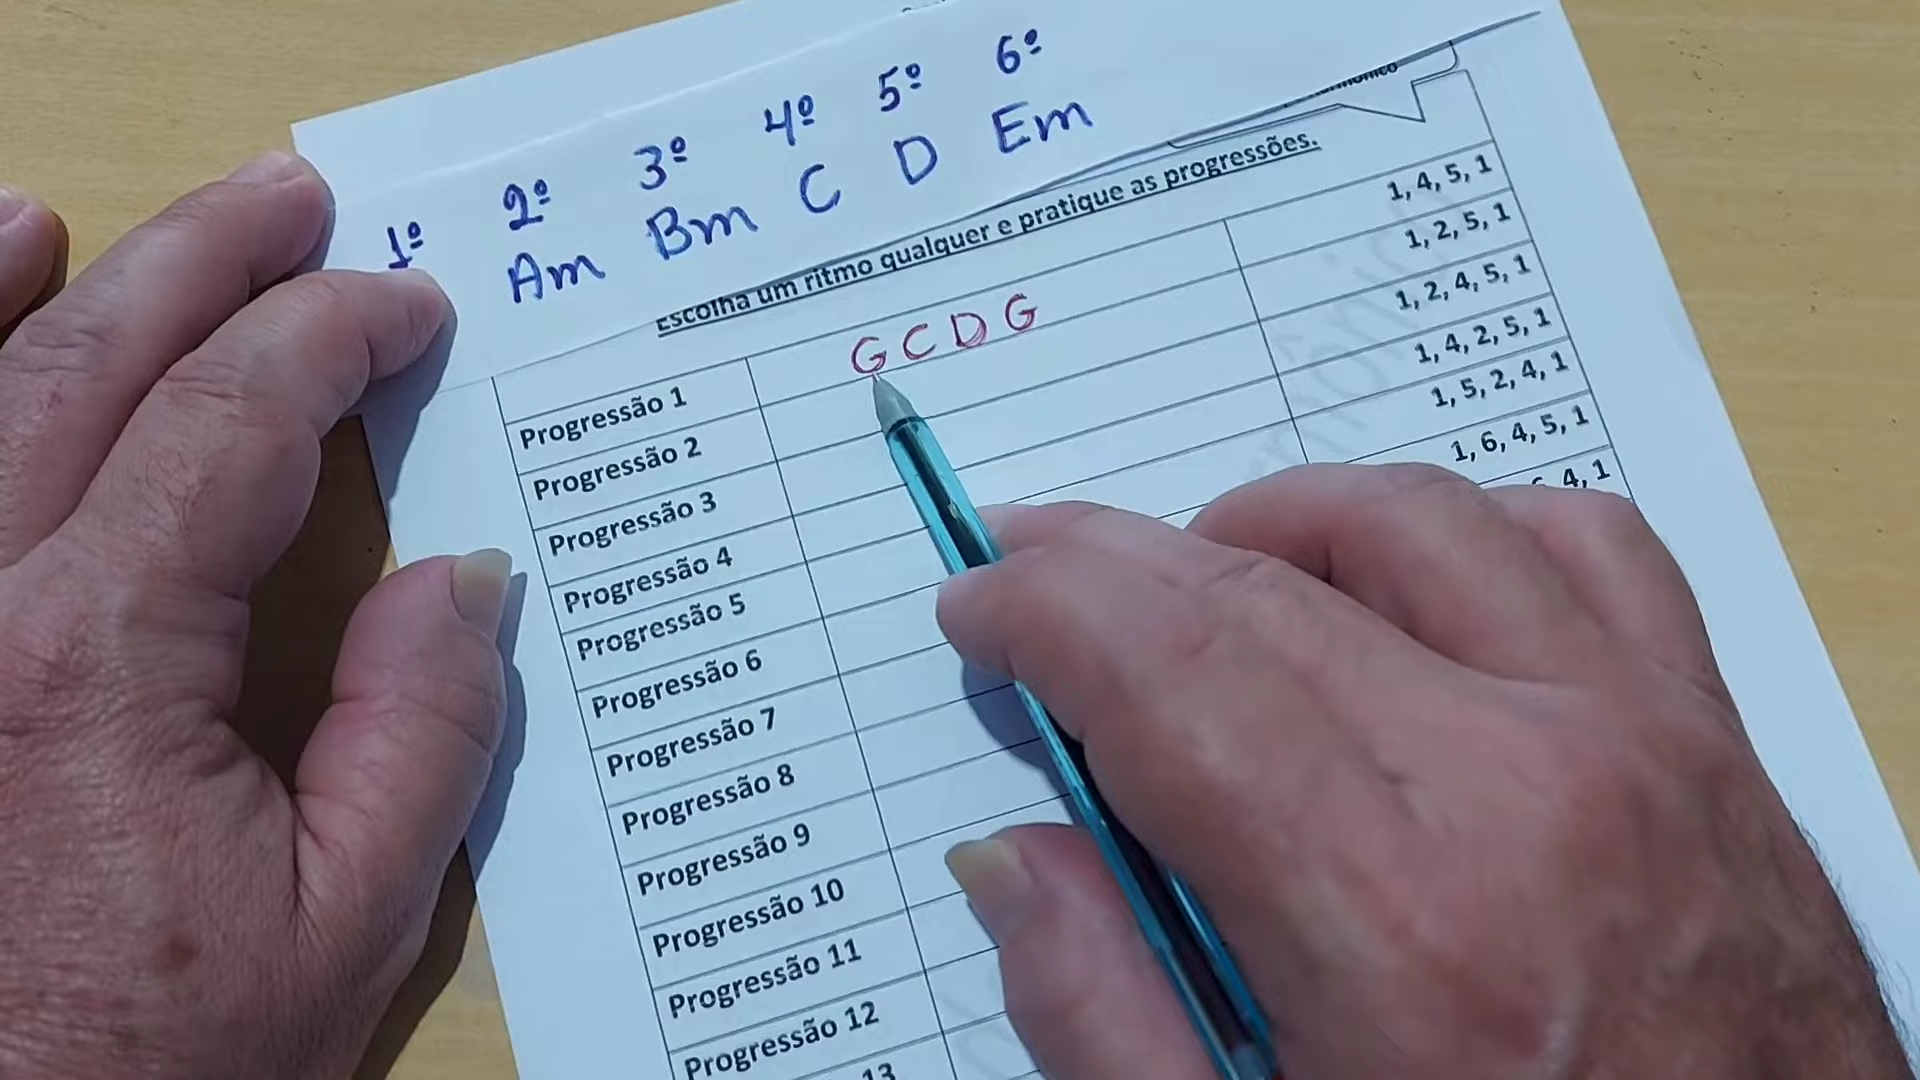 1º 2º 3º 4º 5º 6º
Am Bm C D Em
Escolha um ritmo qualquer e pratique as progressões.
Progressão 1 G C D G 1, 4, 5, 1
Progressão 2 1, 2, 5, 1
Progressão 3 1, 2, 4, 5, 1
Progressão 4 1, 4, 2, 5, 1
Progressão 5 1, 5, 2, 4, 1
Progressão 6 1, 6, 4, 5, 1
Progressão 7 4, 1
Progressão 8
Progressão 9
Progressão 10
Progressão 11
Progressão 12
13